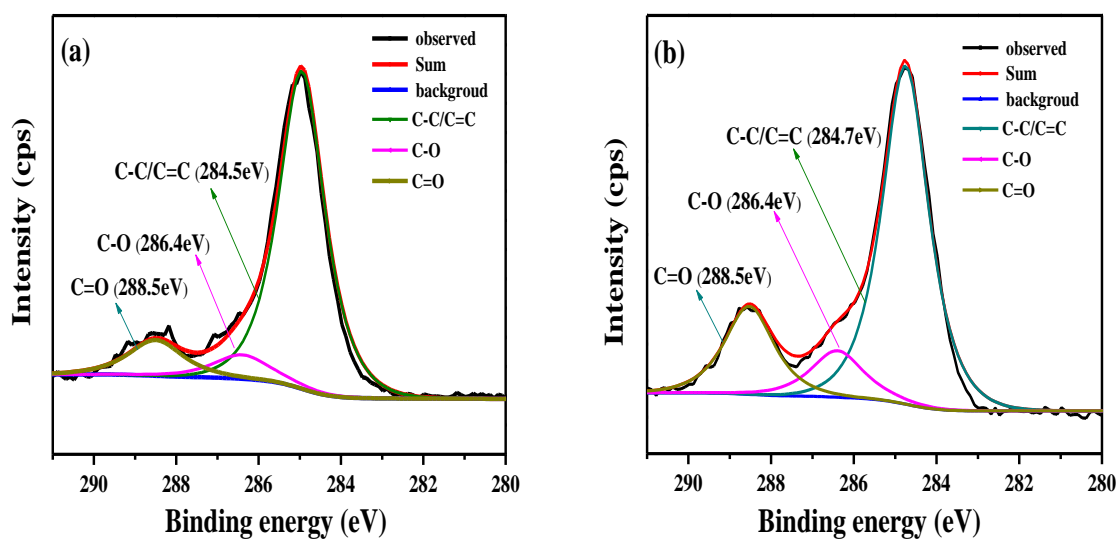 (a)
observed
Sum
backgroud
C-C/C=C
C-O
C=O
C-C/C=C (284.5eV)
C-O (286.4eV)
C=O (288.5eV)
Intensity (cps)
290 288 286 284 282 280
Binding energy (eV)
(b)
observed
Sum
backgroud
C-C/C=C
C-O
C=O
C-C/C=C (284.7eV)
C-O (286.4eV)
C=O (288.5eV)
Intensity (cps)
290 288 286 284 282 280
Binding energy (eV)